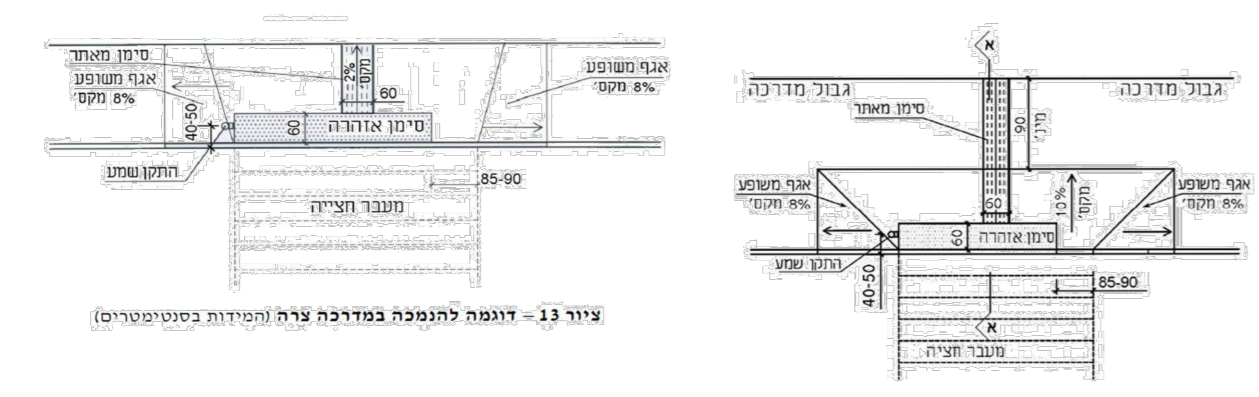 סימן מאתר
אגף משופע
8% מקס׳
2%
מקס׳
60
אגף משופע
8% מקס׳
40-50
60
סימן אזהרה
התקן שמע
85-90
מעבר חצייה
ציור 13 – דוגמה להנמכה במדרכה צרה (המידות בסנטימטרים)
א
גבול מדרכה
גבול מדרכה
סימן מאתר
90
מינ׳
אגף משופע
8% מקס׳
60
10%
מקס׳
אגף משופע
8% מקס׳
60
סימן אזהרה
התקן שמע
40-50
85-90
א
מעבר חציה